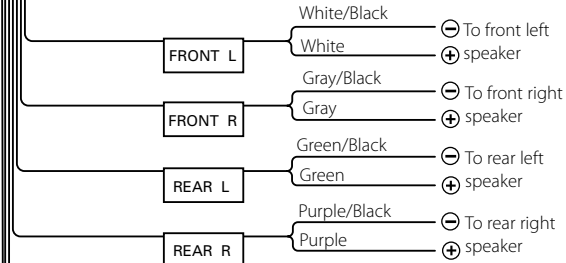 White/Black
⊖ To front left
FRONT L
White
⊕ speaker
Gray/Black
⊖ To front right
FRONT R
Gray
⊕ speaker
Green/Black
⊖ To rear left
REAR L
Green
⊕ speaker
Purple/Black
⊖ To rear right
REAR R
Purple
⊕ speaker